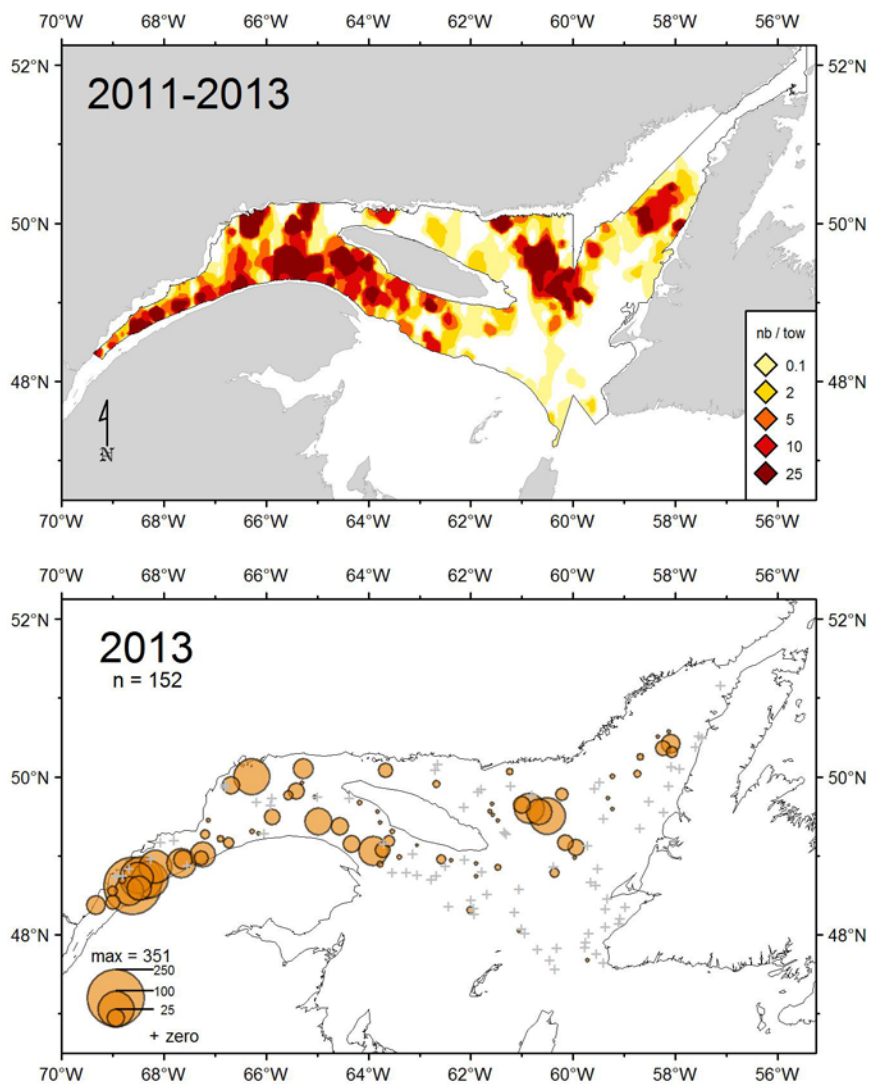 70°W 68°W 66°W 64°W 62°W 60°W 58°W 56°W
52°N 52°N
2011-2013
50°N 50°N
nb / tow
0.1
48°N 48°N
2
5
N
10
25
70°W 68°W 66°W 64°W 62°W 60°W 58°W 56°W
70°W 68°W 66°W 64°W 62°W 60°W 58°W 56°W
52°N 52°N
2013
n = 152
50°N 50°N
48°N 48°N
max = 351
250
100
25
+ zero
70°W 68°W 66°W 64°W 62°W 60°W 58°W 56°W